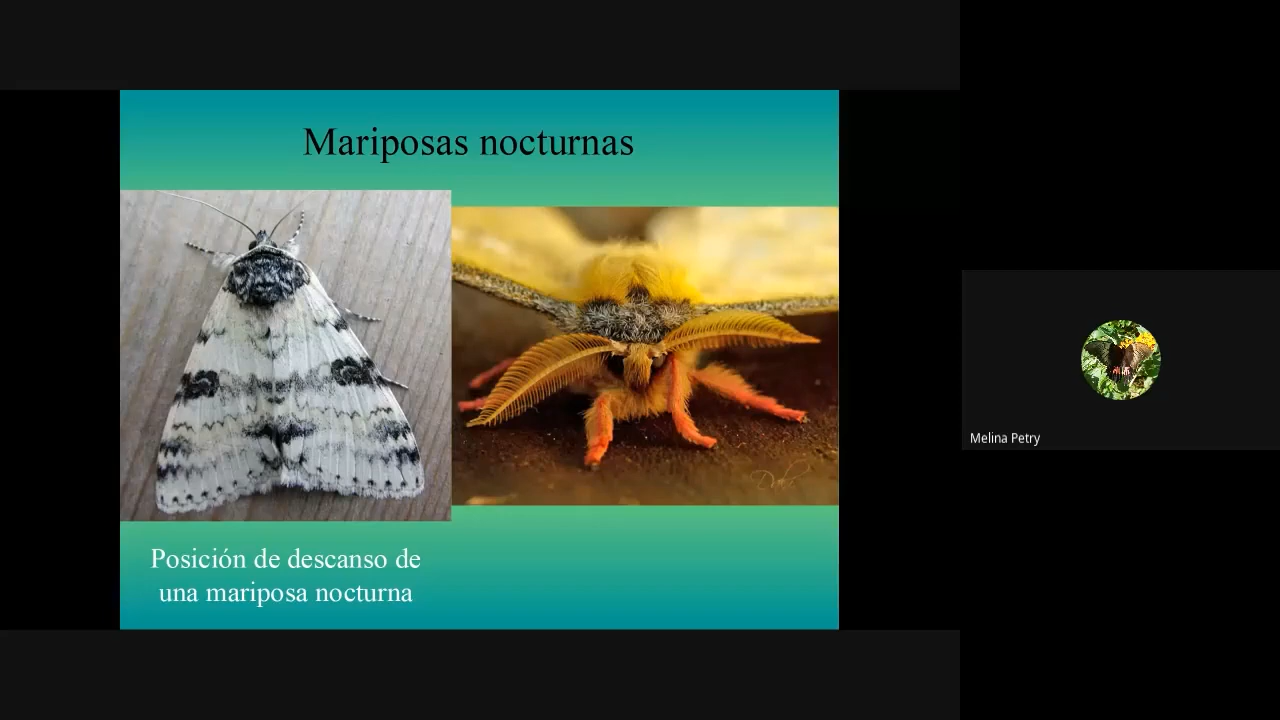 Mariposas nocturnas
Posición de descanso de
una mariposa nocturna
Melina Petry